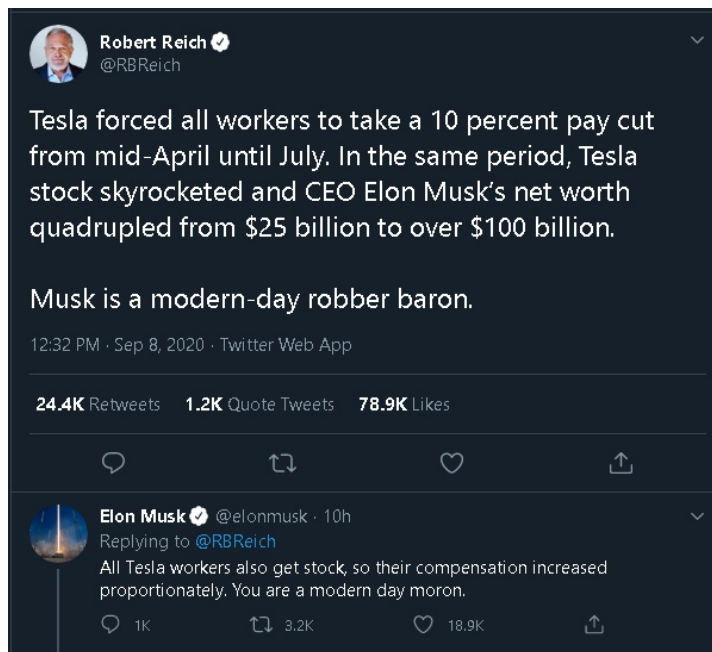 Robert Reich
@RBReich
Tesla forced all workers to take a 10 percent pay cut
from mid-April until July. In the same period, Tesla
stock skyrocketed and CEO Elon Musk's net worth
quadrupled from $25 billion to over $100 billion.
Musk is a modern-day robber baron.
12:32 PM · Sep 8, 2020 · Twitter Web App
24.4K Retweets 1.2K Quote Tweets 78.9K Likes
Elon Musk @elonmusk · 10h
Replying to @RBReich
All Tesla workers also get stock, so their compensation increased
proportionately. You are a modern day moron.
1K 3.2K 18.9K